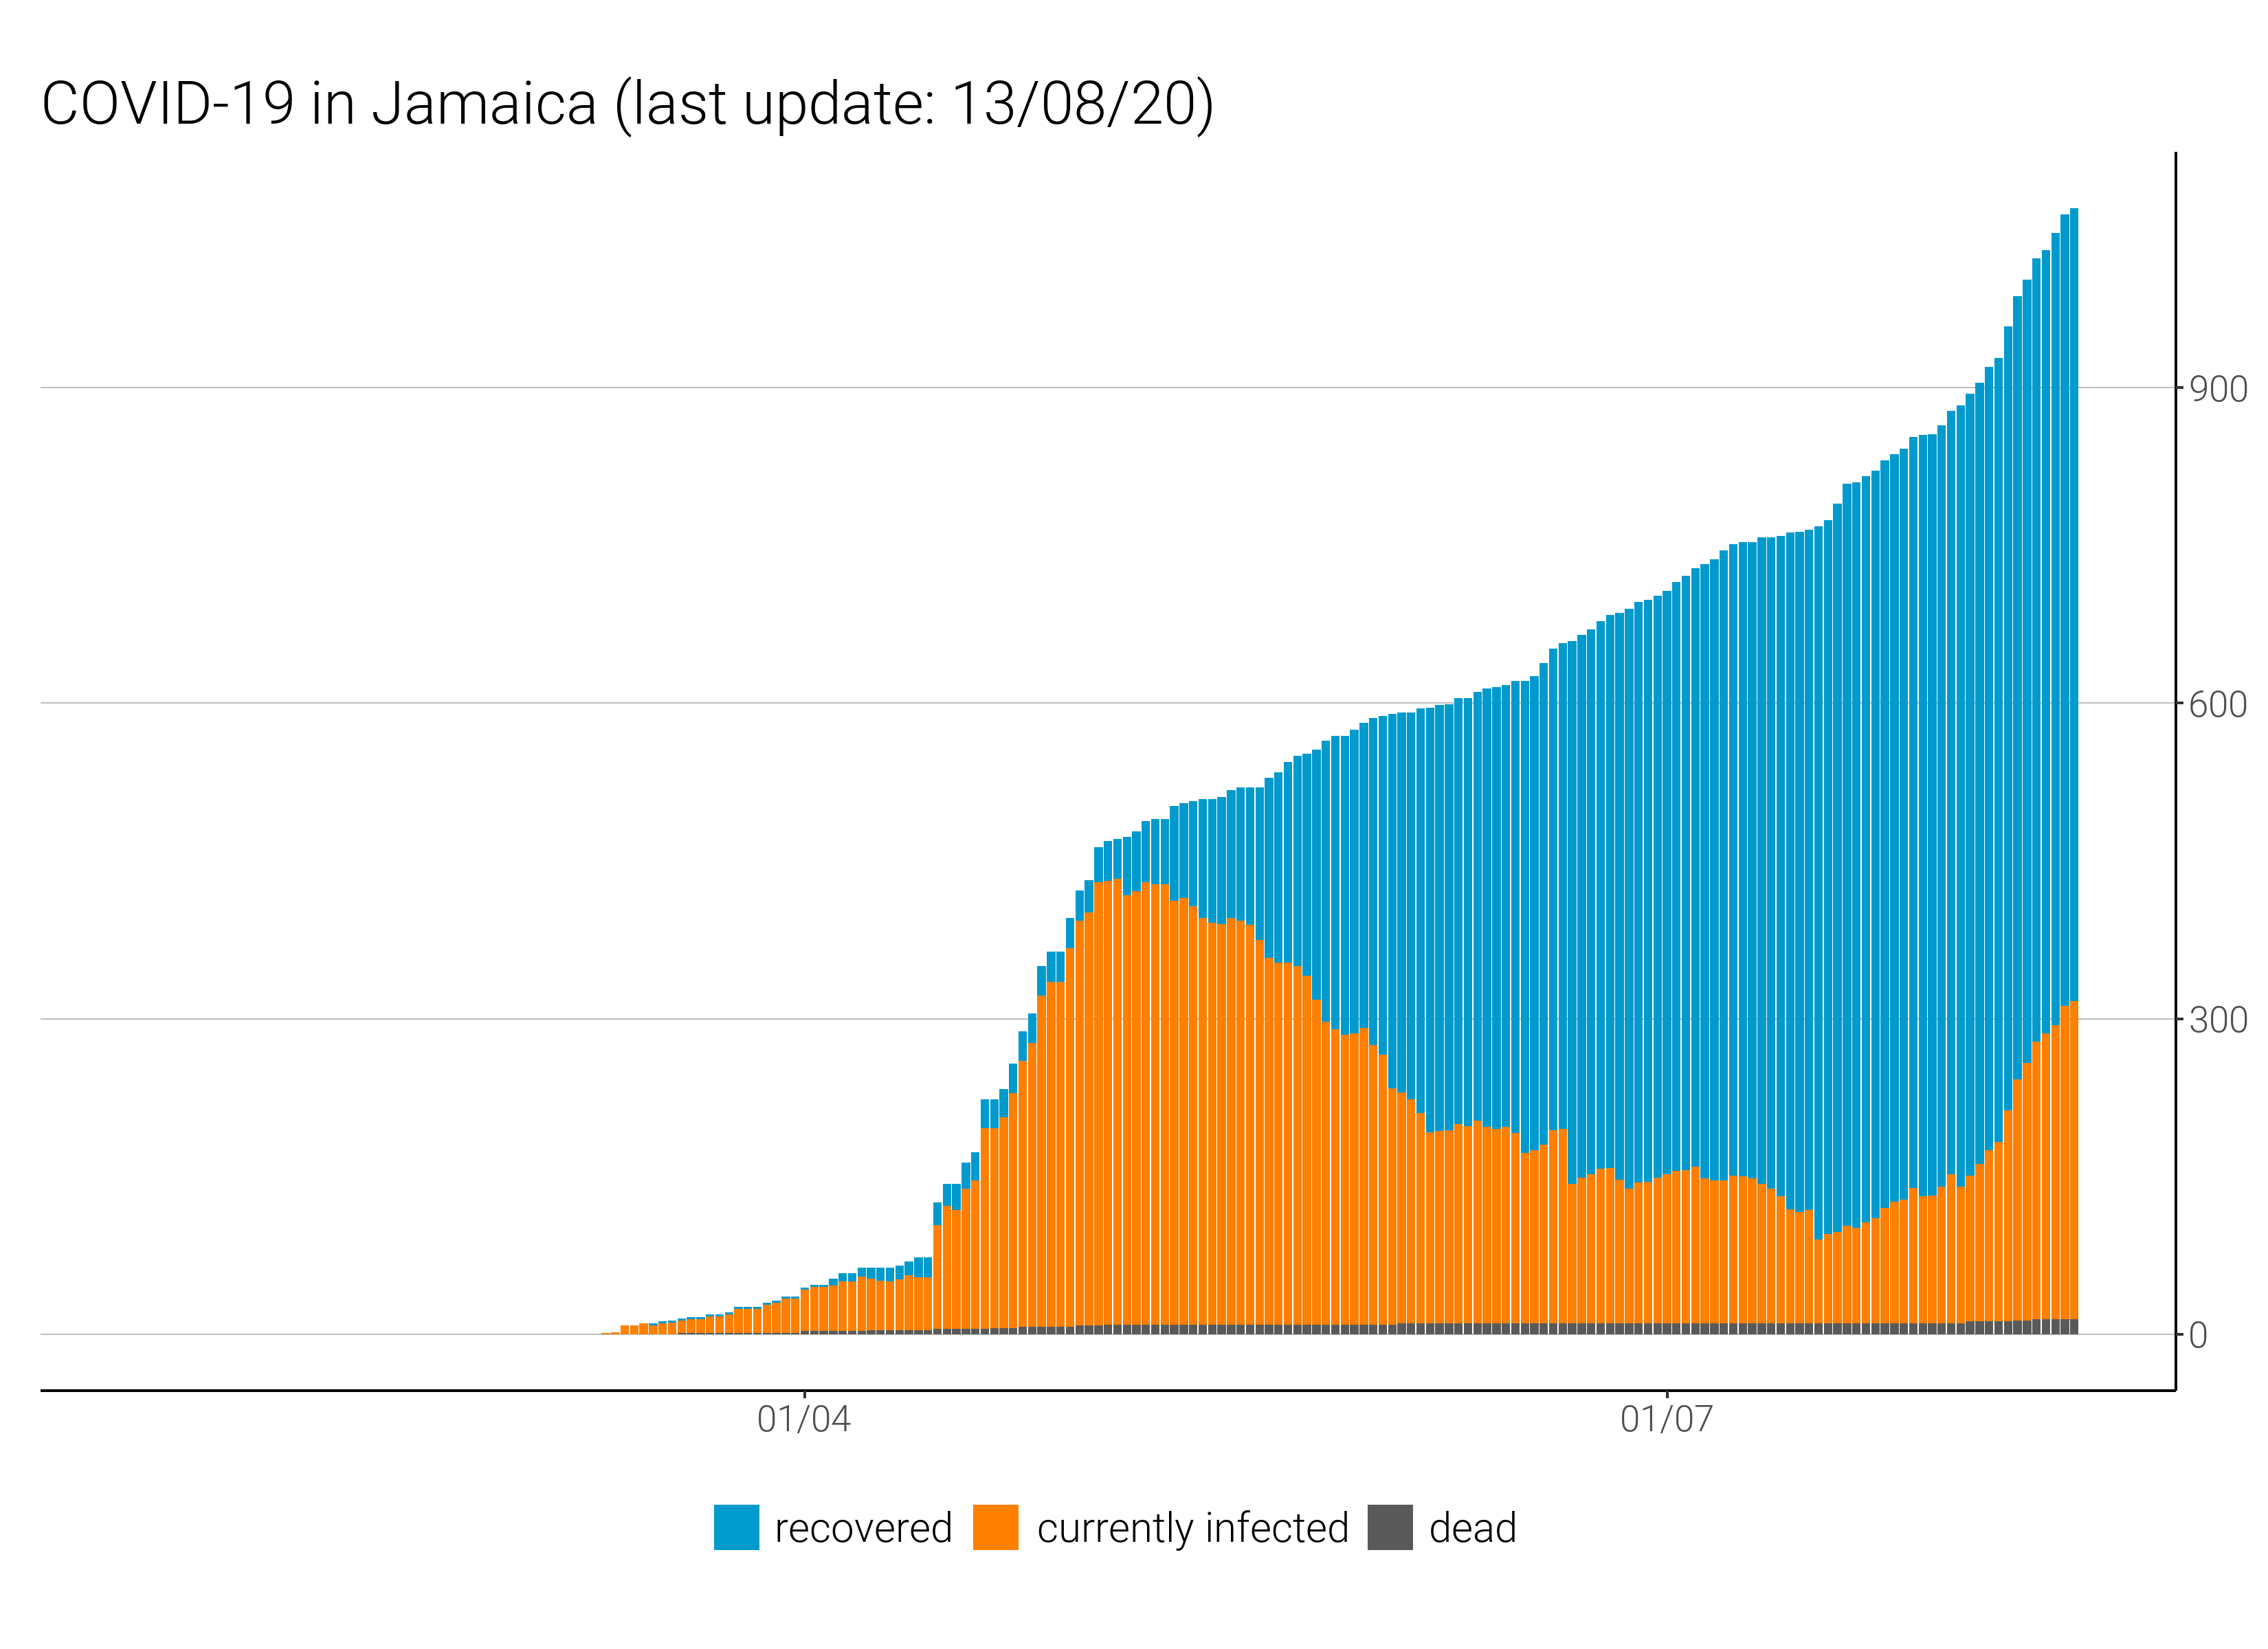 COVID-19 in Jamaica (last update: 13/08/20)
900
600
300
0
01/04 01/07
recovered currently infected dead